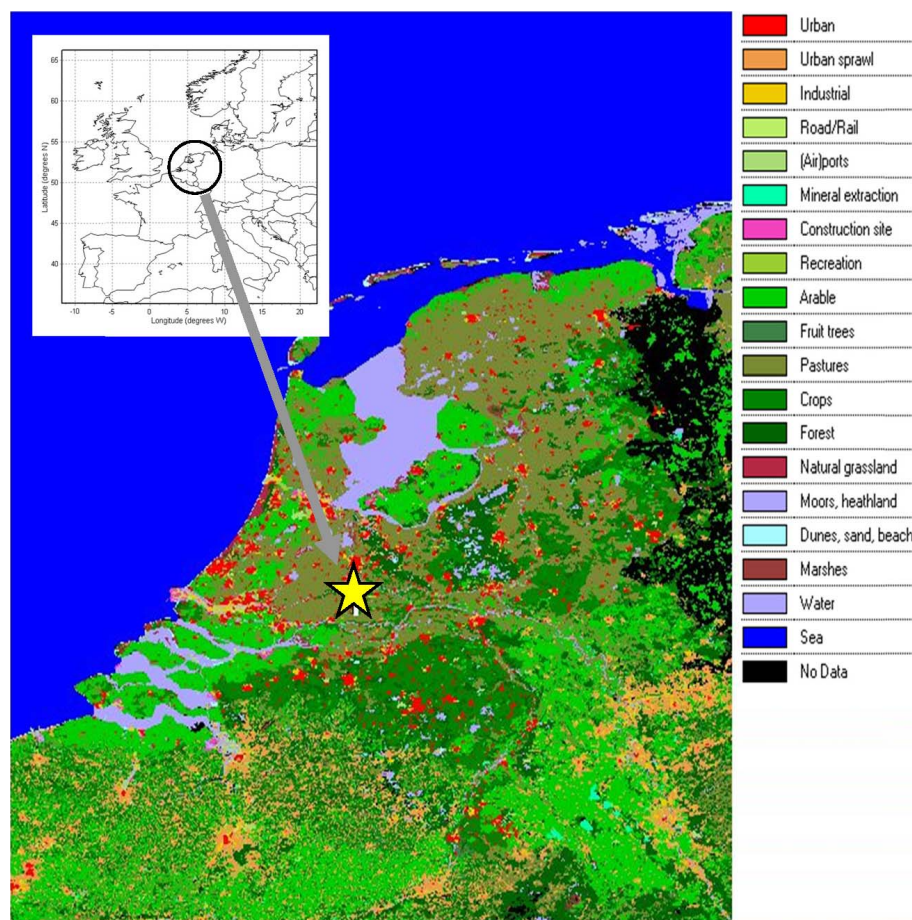 65
60
55
50
45
40
Latitude (degrees N)
-10
-5
0
5
10
15
20
Longitude (degrees W)
Urban
Urban sprawl
Industrial
Road/Rail
(Air)ports
Mineral extraction
Construction site
Recreation
Arable
Fruit trees
Pastures
Crops
Forest
Natural grassland
Moors, heathland
Dunes, sand, beach
Marshes
Water
Sea
No Data